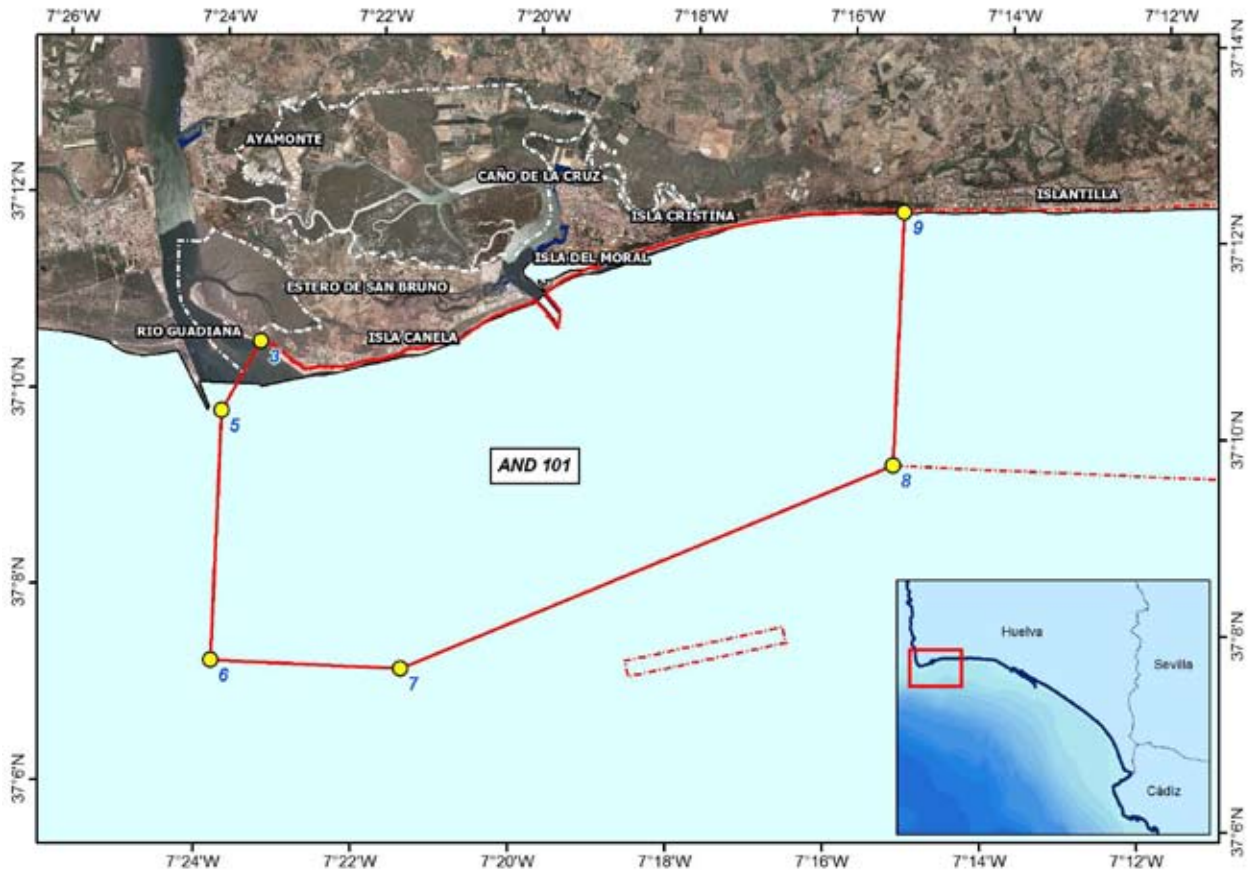 7°26'W 7°24'W 7°22'W 7°20'W 7°18'W 7°16'W 7°14'W 7°12'W
37°14'N
AYAMONTE
CAÑO DE LA CRUZ
37°12'N
ISLANTILLA
ISLA CRISTINA
9
37°12'N
ISLA DEL MORAL
ESTERO DE SAN BRUNO
RIO GUADIANA
ISLA CANELA
3
37°10'N
5
37°10'N
AND 101
8
37°8'N
Huelva
37°8'N
Sevilla
6
7
37°6'N
Cádiz
37°6'N
7°24'W 7°22'W 7°20'W 7°18'W 7°16'W 7°14'W 7°12'W